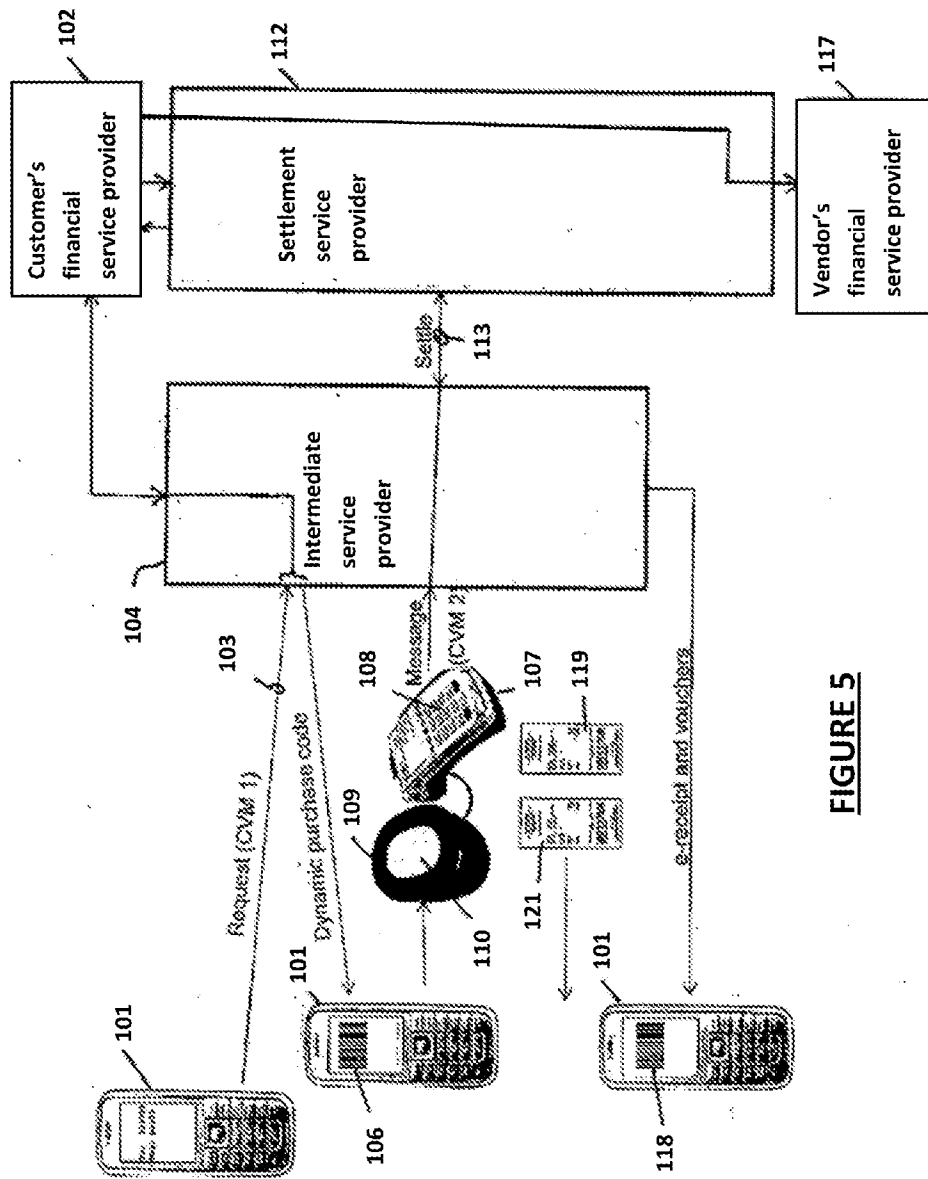 101
Request (CVM 1)
103
104
Customer's
financial
service provider
102
Dynamic purchase code
101
106
109
110
108
Message
(CVM 2)
107
Intermediate
service
provider
Settle
113
Settlement
service
provider
112
121
119
101
118
e-receipt and vouchers
Vendor's
financial
service provider
117
FIGURE 5